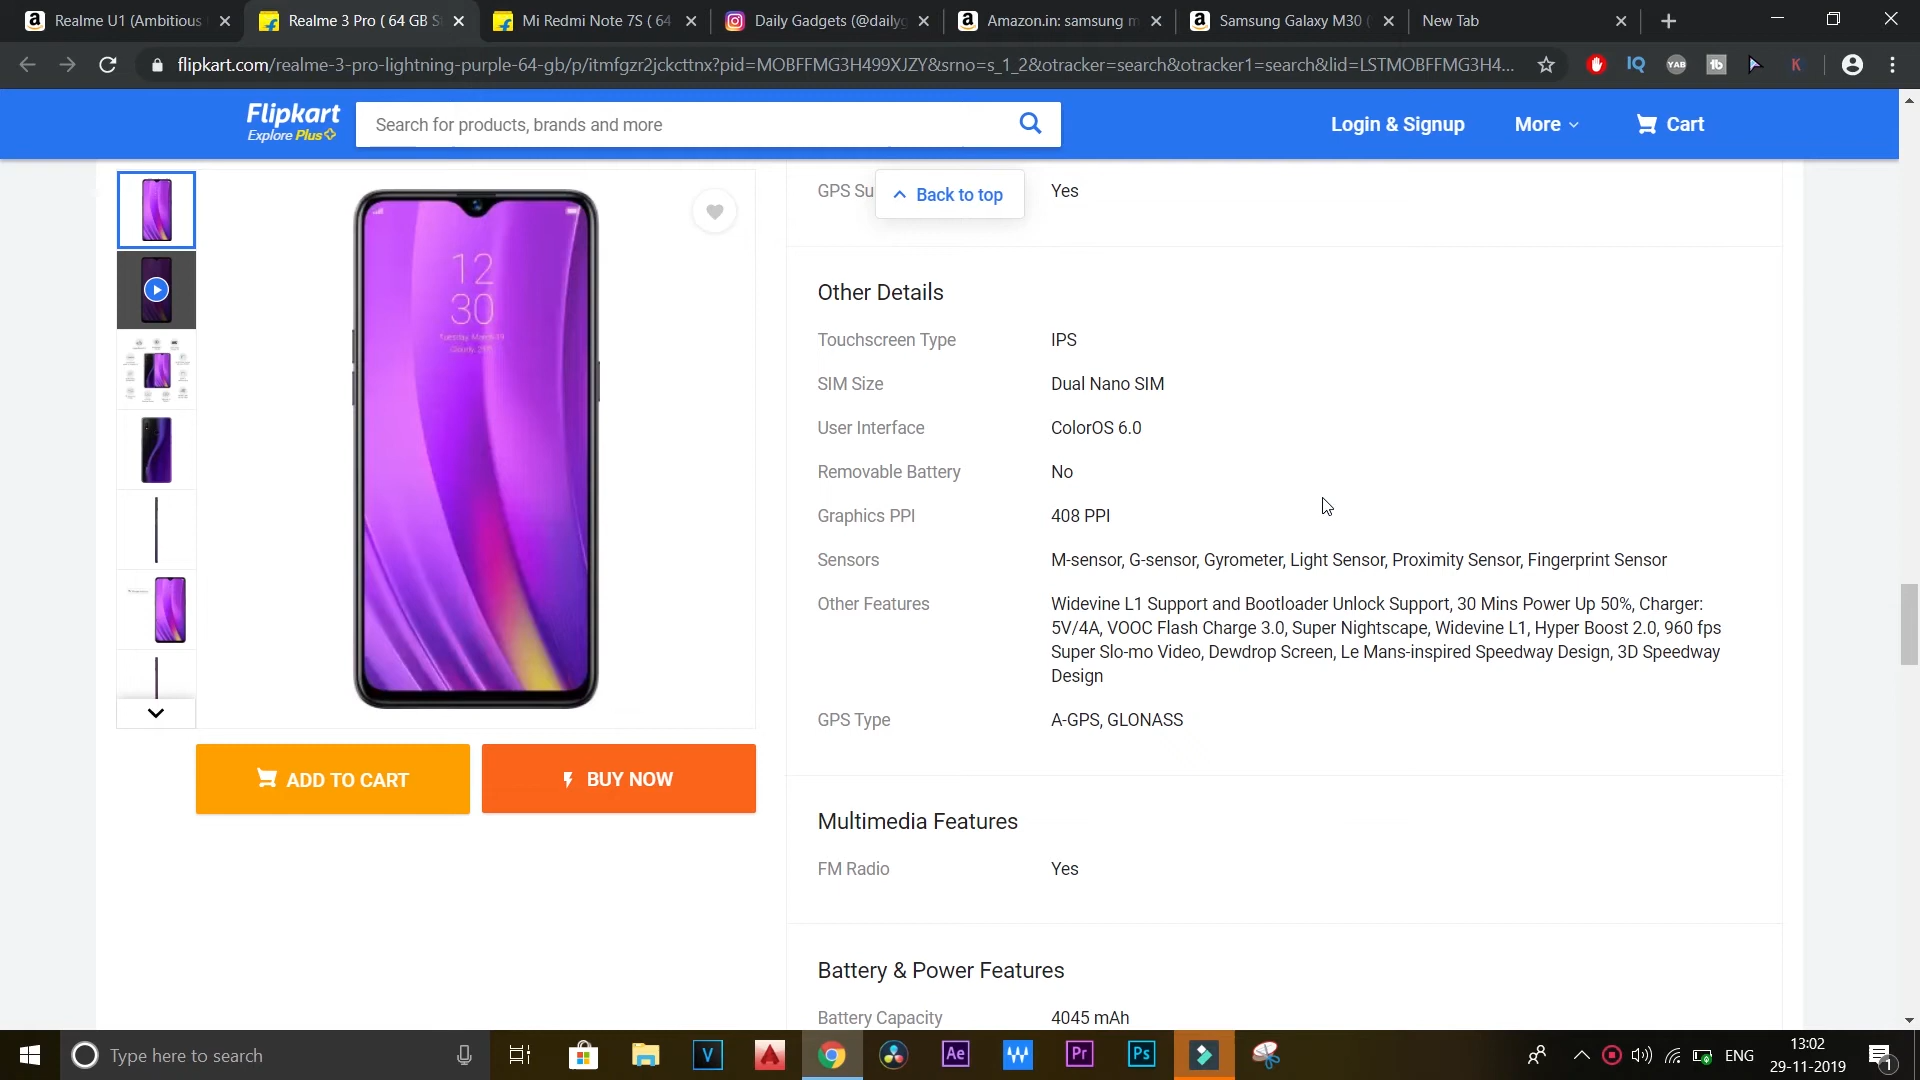 Realme U1 (Ambitious
Realme 3 Pro ( 64 GB S
Mi Redmi Note 7S ( 64
Daily Gadgets (@dailyg
Amazon.in: samsung m
Samsung Galaxy M30 (
New Tab
flipkart.com/realme-3-pro-lightning-purple-64-gb/p/itmfgzr2jckcttnx?pid=MOBFFMG3H499XJZY&srno=s_1_2&otracker=search&otracker1=search&lid=LSTMOBFFMG3H4...
IQ
YAB
tb
K
Flipkart
Explore Plus
Search for products, brands and more
Login & Signup
More
Cart
GPS Su
Back to top
Yes
12
30
Other Details
Touchscreen Type
IPS
SIM Size
Dual Nano SIM
User Interface
ColorOS 6.0
Removable Battery
No
Graphics PPI
408 PPI
Sensors
M-sensor, G-sensor, Gyrometer, Light Sensor, Proximity Sensor, Fingerprint Sensor
Other Features
Widevine L1 Support and Bootloader Unlock Support, 30 Mins Power Up 50%, Charger:
5V/4A, VOOC Flash Charge 3.0, Super Nightscape, Widevine L1, Hyper Boost 2.0, 960 fps
Super Slo-mo Video, Dewdrop Screen, Le Mans-inspired Speedway Design, 3D Speedway
Design
GPS Type
A-GPS, GLONASS
ADD TO CART
BUY NOW
Multimedia Features
FM Radio
Yes
Battery & Power Features
Battery Capacity
4045 mAh
Type here to search
V
Ae
W
Pr
Ps
ENG
13:02
29-11-2019
1